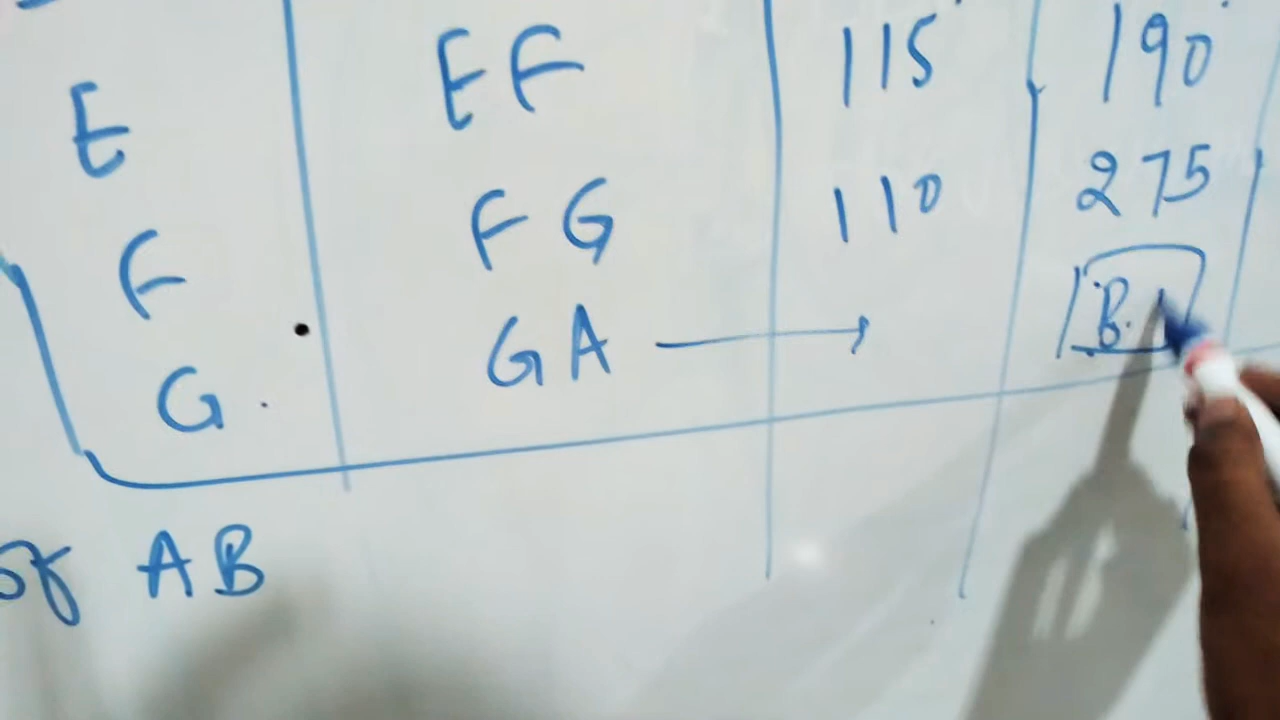 E EF 115 190
F FG 110 275
G. GA → B.
of AB